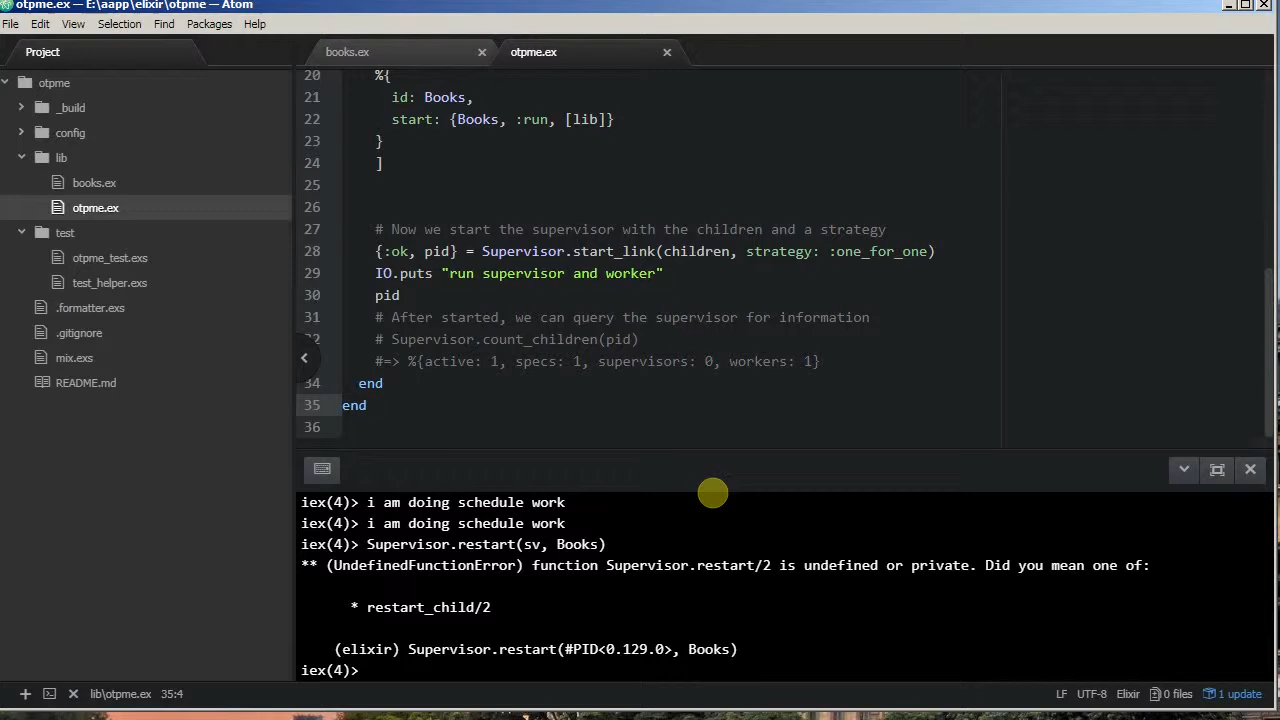 otpme.ex — E:\aapp\elixir\otpme — Atom
File Edit View Selection Find Packages Help
Project
books.ex
otpme.ex
otpme
_build
config
lib
books.ex
otpme.ex
test
otpme_test.exs
test_helper.exs
.formatter.exs
.gitignore
mix.exs
README.md
20 %{
21 id: Books,
22 start: {Books, :run, [lib]}
23 }
24 ]
25
26
27 # Now we start the supervisor with the children and a strategy
28 {:ok, pid} = Supervisor.start_link(children, strategy: :one_for_one)
29 IO.puts "run supervisor and worker"
30 pid
31 # After started, we can query the supervisor for information
32 # Supervisor.count_children(pid)
#=> %{active: 1, specs: 1, supervisors: 0, workers: 1}
34 end
35 end
36
iex(4)> i am doing schedule work
iex(4)> i am doing schedule work
iex(4)> Supervisor.restart(sv, Books)
** (UndefinedFunctionError) function Supervisor.restart/2 is undefined or private. Did you mean one of:
* restart_child/2
(elixir) Supervisor.restart(#PID<0.129.0>, Books)
iex(4)>
lib\otpme.ex 35:4 LF UTF-8 Elixir 0 files 1 update